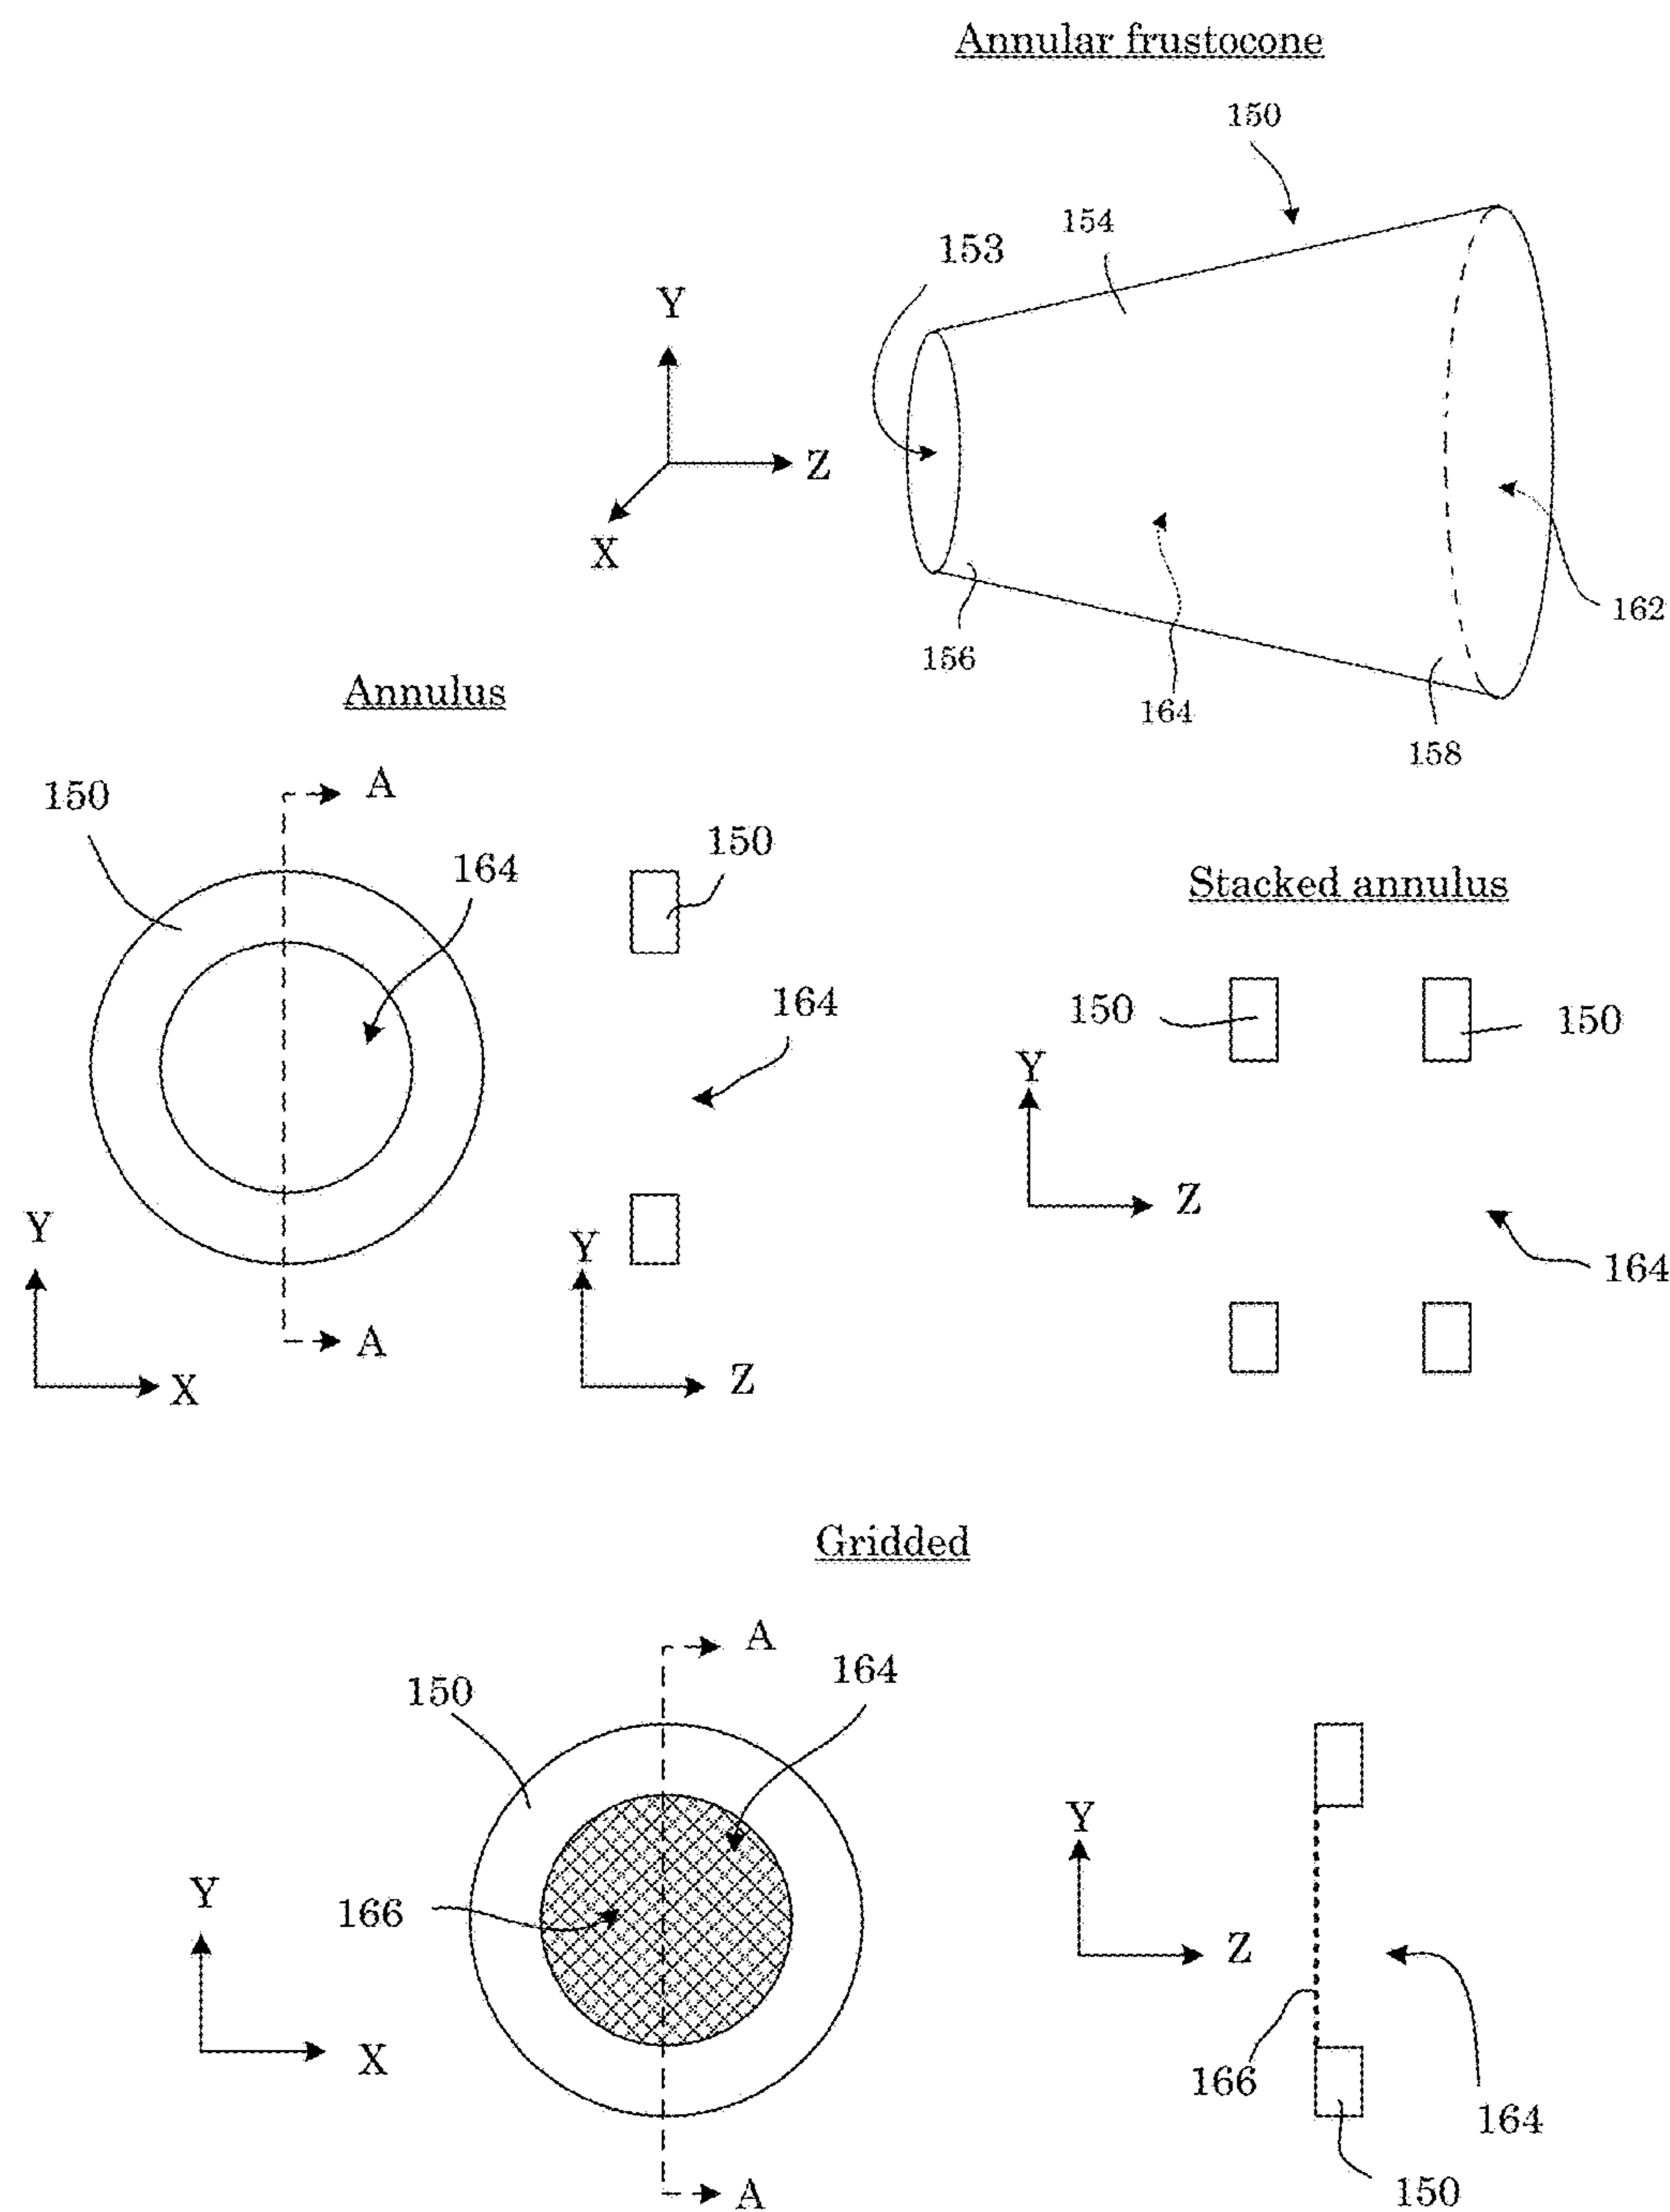 Annular frustocone
150
154
153
Y
Z
X
156
164
162
158
Annulus
A
150
164
150
164
A
Y
X
Y
Z
Stacked annulus
150
150
Y
Z
164
Gridded
A
164
150
166
Y
X
A
Y
Z
166
164
150